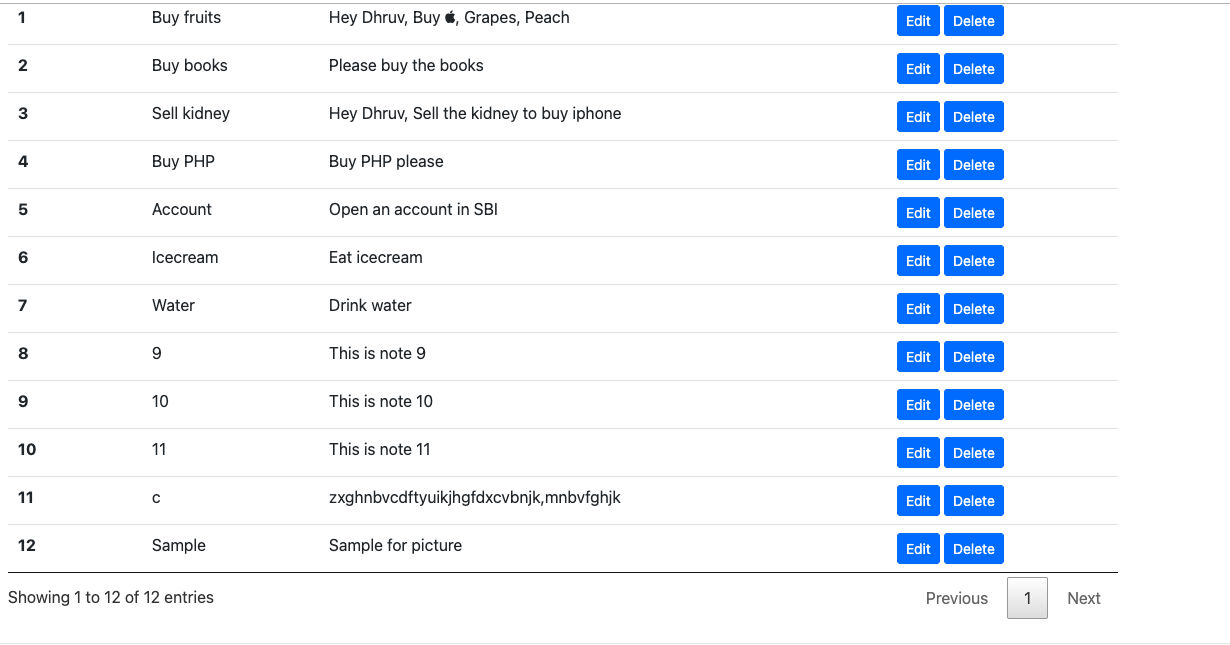 1 Buy fruits Hey Dhruv, Buy , Grapes, Peach Edit Delete
2 Buy books Please buy the books Edit Delete
3 Sell kidney Hey Dhruv, Sell the kidney to buy iphone Edit Delete
4 Buy PHP Buy PHP please Edit Delete
5 Account Open an account in SBI Edit Delete
6 Icecream Eat icecream Edit Delete
7 Water Drink water Edit Delete
8 9 This is note 9 Edit Delete
9 10 This is note 10 Edit Delete
10 11 This is note 11 Edit Delete
11 c zxghnbvcdftyuikjhgfdxcvbnjk,mnbvfghjk Edit Delete
12 Sample Sample for picture Edit Delete
Showing 1 to 12 of 12 entries Previous 1 Next